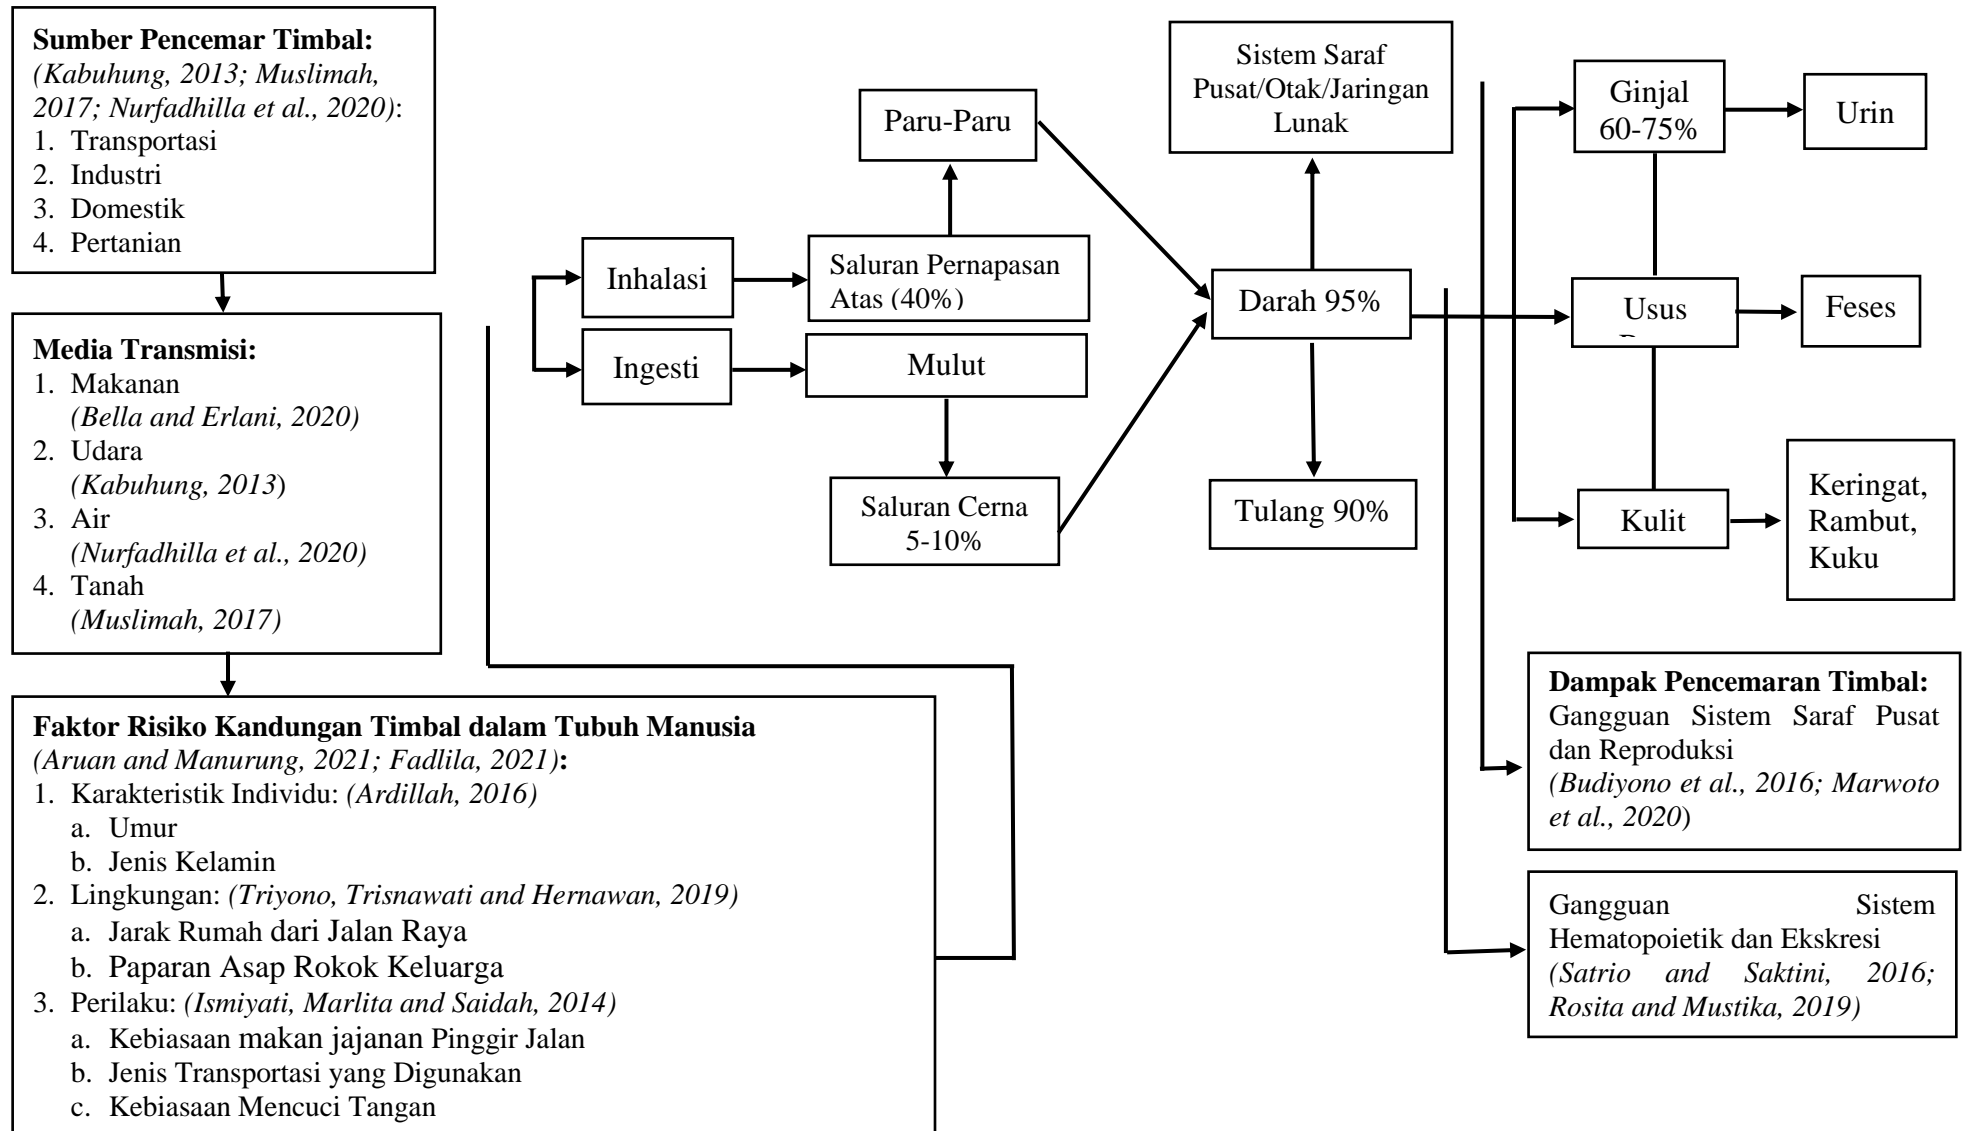 Sumber Pencemar Timbal:
(Kabuhung, 2013; Muslimah,
2017; Nurfadhilla et al., 2020):
1. Transportasi
2. Industri
3. Domestik
4. Pertanian
Media Transmisi:
1. Makanan
(Bella and Erlani, 2020)
2. Udara
(Kabuhung, 2013)
3. Air
(Nurfadhilla et al., 2020)
4. Tanah
(Muslimah, 2017)
Faktor Risiko Kandungan Timbal dalam Tubuh Manusia
(Aruan and Manurung, 2021; Fadlila, 2021):
1. Karakteristik Individu: (Ardillah, 2016)
a. Umur
b. Jenis Kelamin
2. Lingkungan: (Triyono, Trisnawati and Hernawan, 2019)
a. Jarak Rumah dari Jalan Raya
b. Paparan Asap Rokok Keluarga
3. Perilaku: (Ismiyati, Marlita and Saidah, 2014)
a. Kebiasaan makan jajanan Pinggir Jalan
b. Jenis Transportasi yang Digunakan
c. Kebiasaan Mencuci Tangan
Inhalasi
Ingesti
Paru-Paru
Saluran Pernapasan
Atas (40%)
Mulut
Saluran Cerna
5-10%
Sistem Saraf
Pusat/Otak/Jaringan
Lunak
Darah 95%
Tulang 90%
Ginjal
60-75%
Urin
Usus
Feses
Kulit
Keringat,
Rambut,
Kuku
Dampak Pencemaran Timbal:
Gangguan Sistem Saraf Pusat
dan Reproduksi
(Budiyono et al., 2016; Marwoto
et al., 2020)
Gangguan Sistem
Hematopoietik dan Ekskresi
(Satrio and Saktini, 2016;
Rosita and Mustika, 2019)